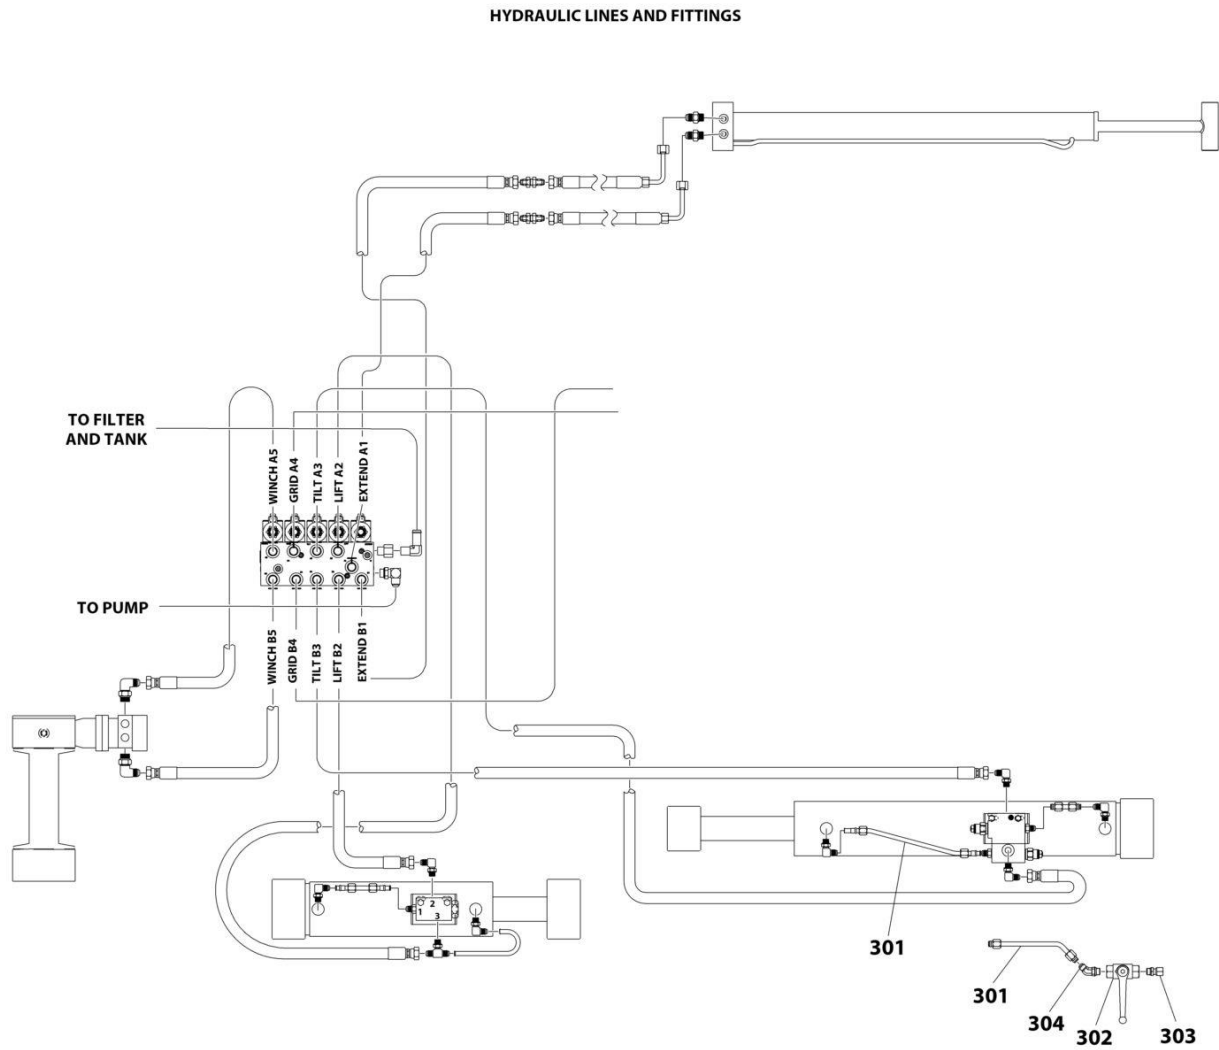 HYDRAULIC LINES AND FITTINGS
TO FILTER
AND TANK
WINCH A5
GRID A4
TILT A3
LIFT A2
EXTEND A1
TO PUMP
WINCH B5
GRID B4
TILT B3
LIFT B2
EXTEND B1
2
1
3
301
301
304
302
303